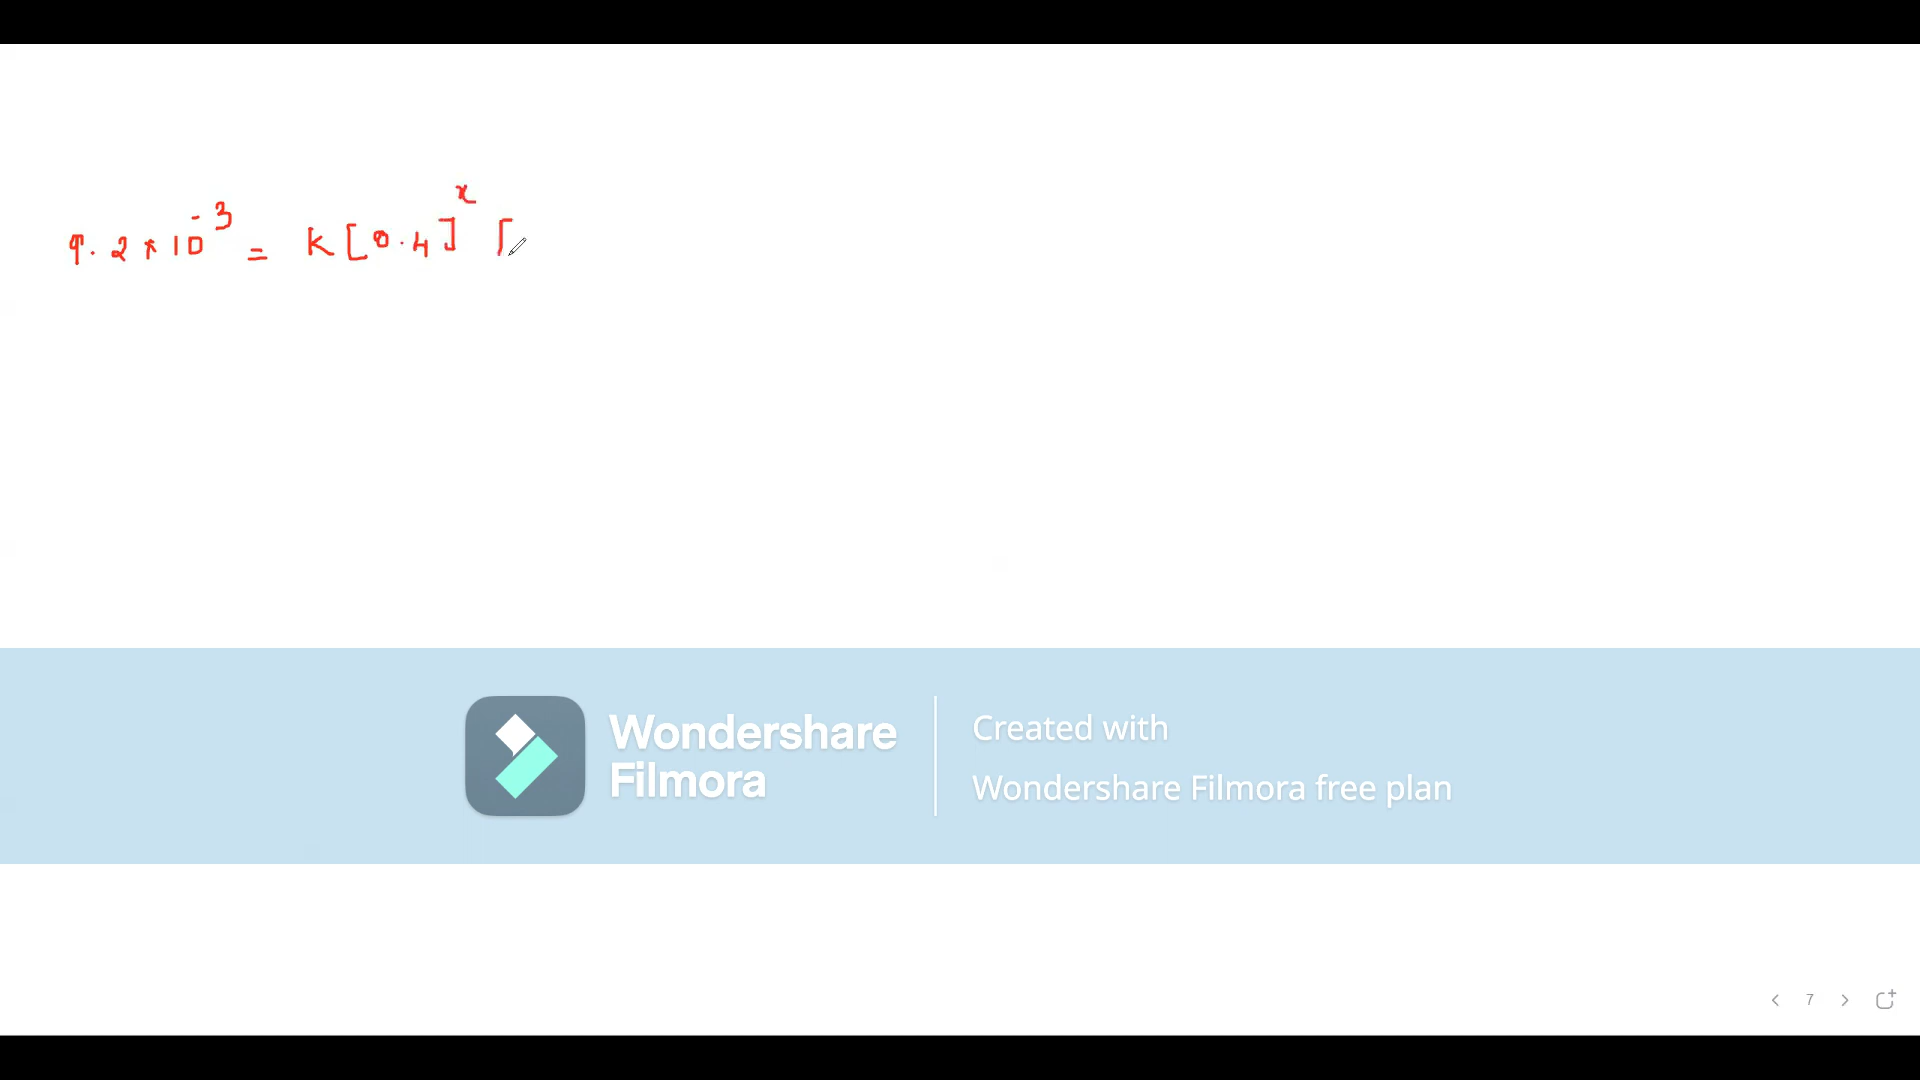 9.2 * 10^-3 = K[0.4]^x [
Wondershare
Filmora
Created with
Wondershare Filmora free plan
7